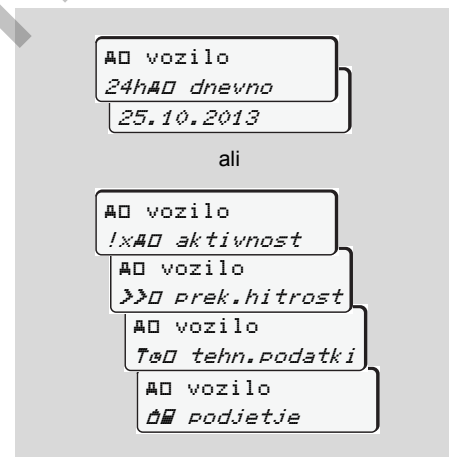 vozilo
24h dnevno
25.10.2013
ali
vozilo
!x aktivnost
vozilo
>> prek.hitrost
vozilo
T tehn.podatki
vozilo
podjetje